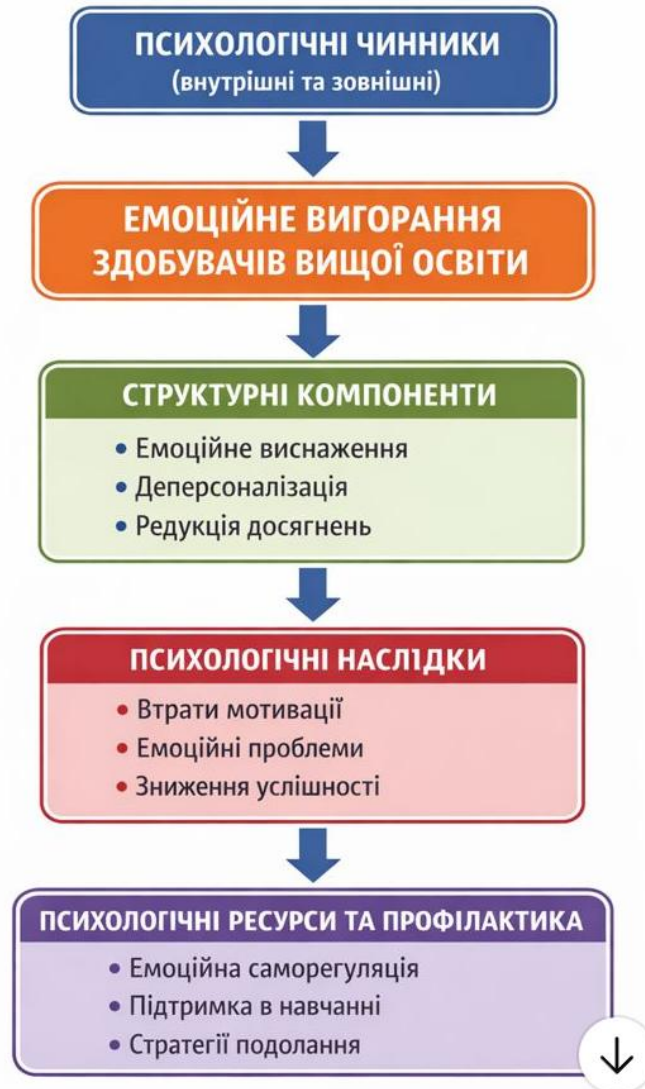 ПСИХОЛОГІЧНІ ЧИННИКИ
(внутрішні та зовнішні)
ЕМОЦІЙНЕ ВИГОРАННЯ
ЗДОБУВАЧІВ ВИЩОЇ ОСВІТИ
СТРУКТУРНІ КОМПОНЕНТИ
• Емоційне виснаження
• Деперсоналізація
• Редукція досягнень
ПСИХОЛОГІЧНІ НАСЛІДКИ
• Втрати мотивації
• Емоційні проблеми
• Зниження успішності
ПСИХОЛОГІЧНІ РЕСУРСИ ТА ПРОФІЛАКТИКА
• Емоційна саморегуляція
• Підтримка в навчанні
• Стратегії подолання